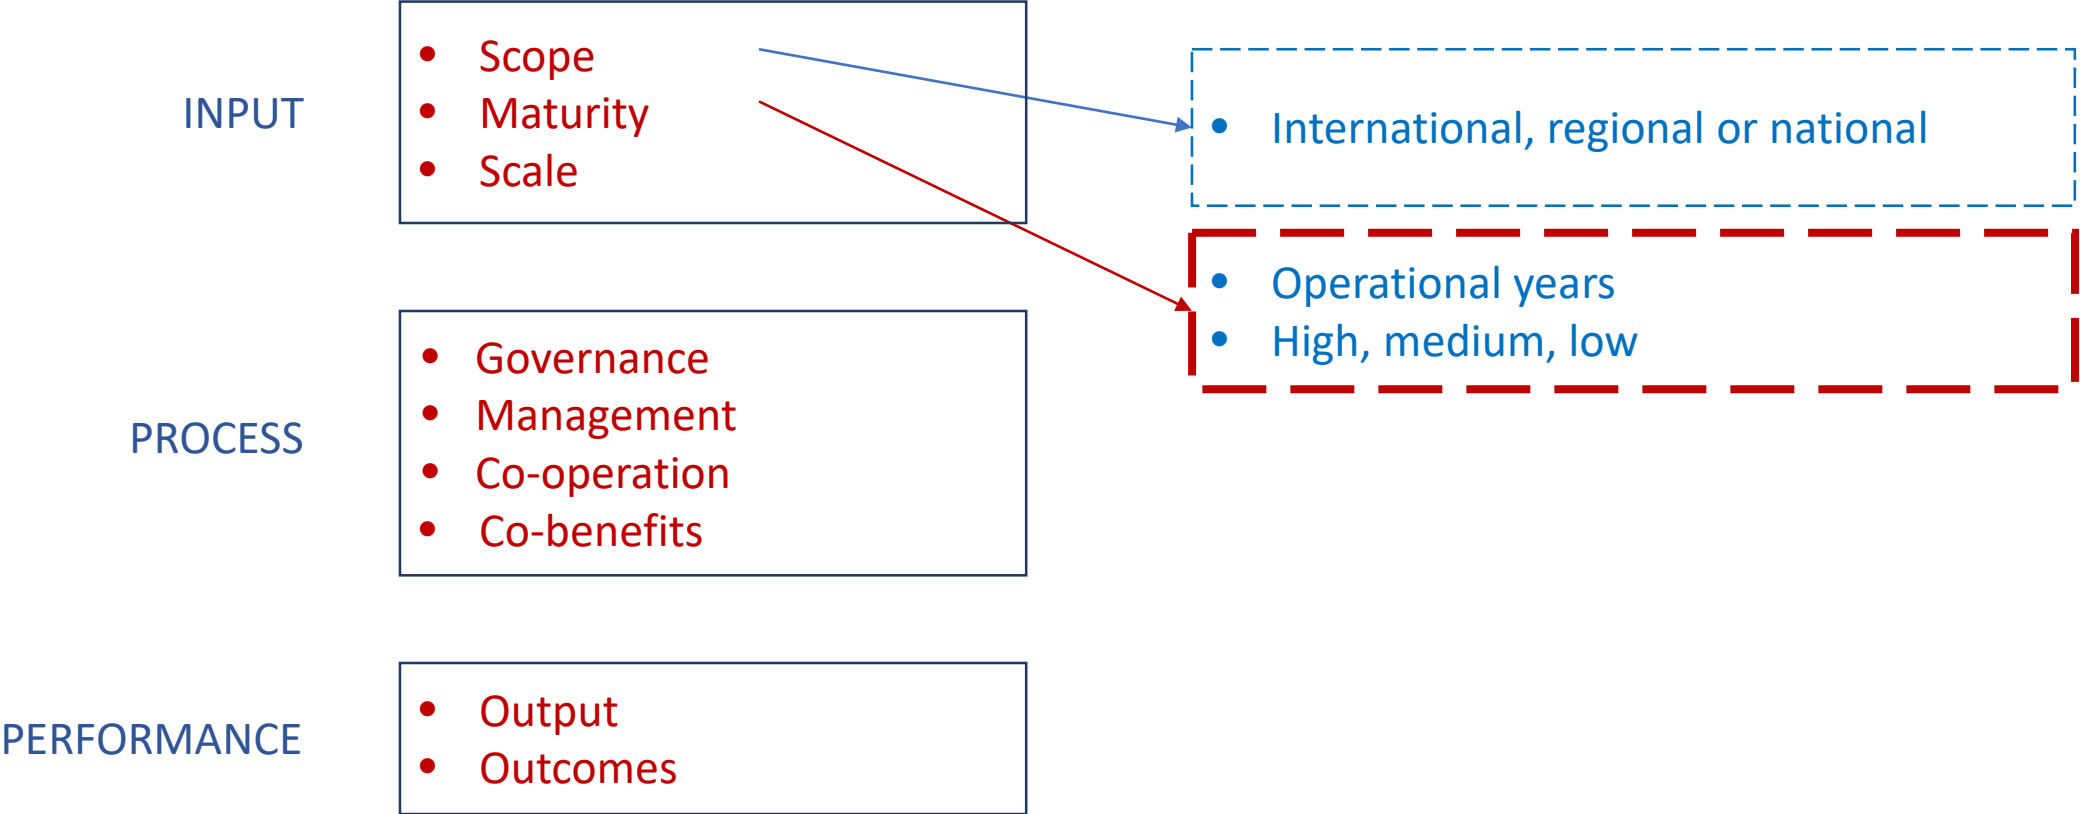 INPUT
• Scope
• Maturity
• Scale
• International, regional or national
• Operational years
• High, medium, low
PROCESS
• Governance
• Management
• Co-operation
• Co-benefits
PERFORMANCE
• Output
• Outcomes